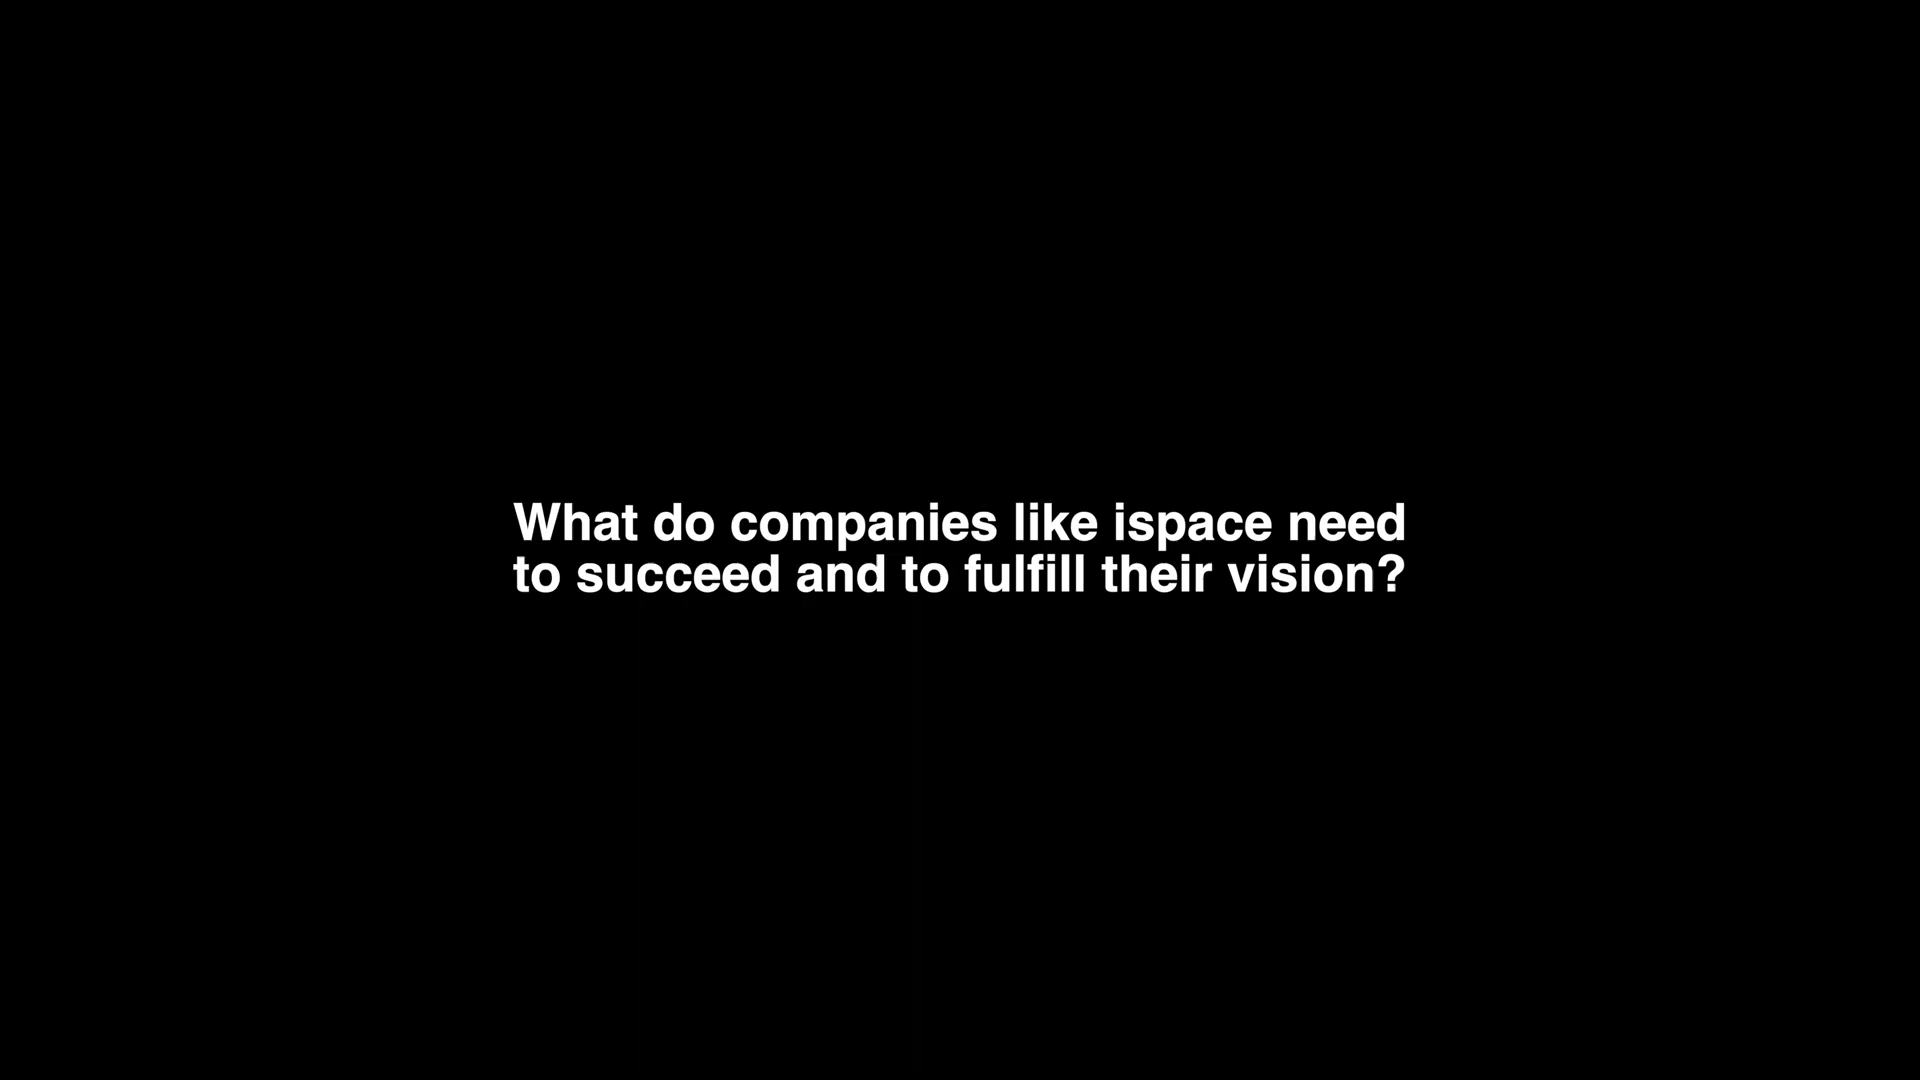 What do companies like ispace need
to succeed and to fulfill their vision?